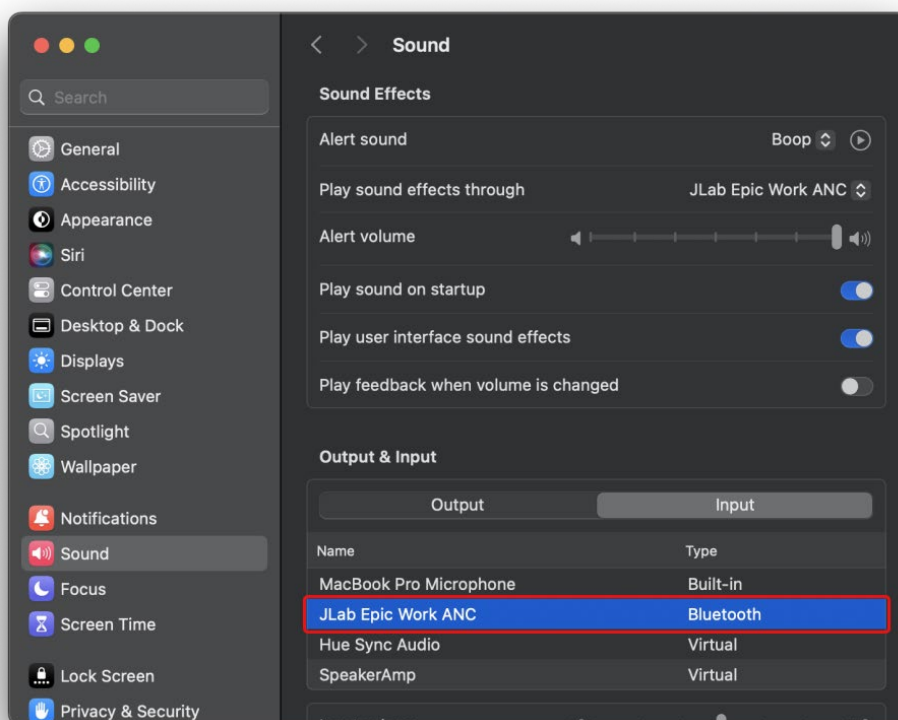 Search
General
Accessibility
Appearance
Siri
Control Center
Desktop & Dock
Displays
Screen Saver
Spotlight
Wallpaper
Notifications
Sound
Focus
Screen Time
Lock Screen
Privacy & Security
Sound
Sound Effects
Alert sound Boop
Play sound effects through JLab Epic Work ANC
Alert volume
Play sound on startup
Play user interface sound effects
Play feedback when volume is changed
Output & Input
Output Input
Name Type
MacBook Pro Microphone Built-in
JLab Epic Work ANC Bluetooth
Hue Sync Audio Virtual
SpeakerAmp Virtual